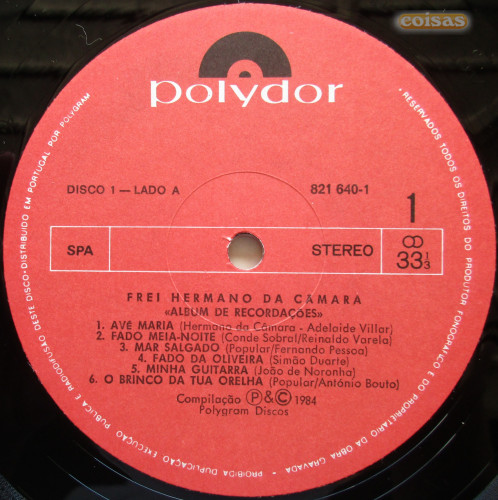 coisas
polydor
DISCO 1 — LADO A
821 640-1
1
SPA
STEREO
33 1/3
FREI HERMANO DA CAMARA
«ALBUM DE RECORDAÇÕES»
1. AVÉ MARIA (Hermano da Câmara - Adelaide Villar)
2. FADO MEIA-NOITE (Conde Sobral/Reinaldo Varela)
3. MAR SALGADO (Popular/Fernando Pessoa)
4. FADO DA OLIVEIRA (Simão Duarte)
5. MINHA GUITARRA (João de Noronha)
6. O BRINCO DA TUA ORELHA (Popular/António Bouto)
Compilação Ⓟ&© 1984
Polygram Discos
RESERVADOS TODOS OS DIREITOS DO PRODUTOR FONOGRÁFICO E DO PROPRIETÁRIO DA OBRA GRAVADA - PROIBIDA DUPLICAÇÃO, EXECUÇÃO PUBLICA E RADIODIFUSÃO DESTE DISCO - DISTRIBUIDO EM PORTUGAL POR POLYGRAM